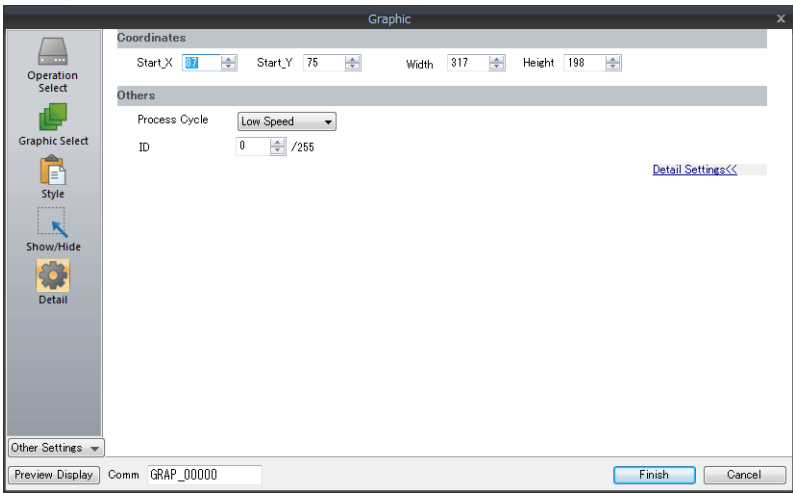 Graphic
x
Coordinates
Start_X 87 Start_Y 75 Width 317 Height 198
Operation
Select
Others
Process Cycle Low Speed
Graphic Select
ID 0 /255
Detail Settings<<
Style
Show/Hide
Detail
Other Settings
Preview Display Comm GRAP_00000 Finish Cancel